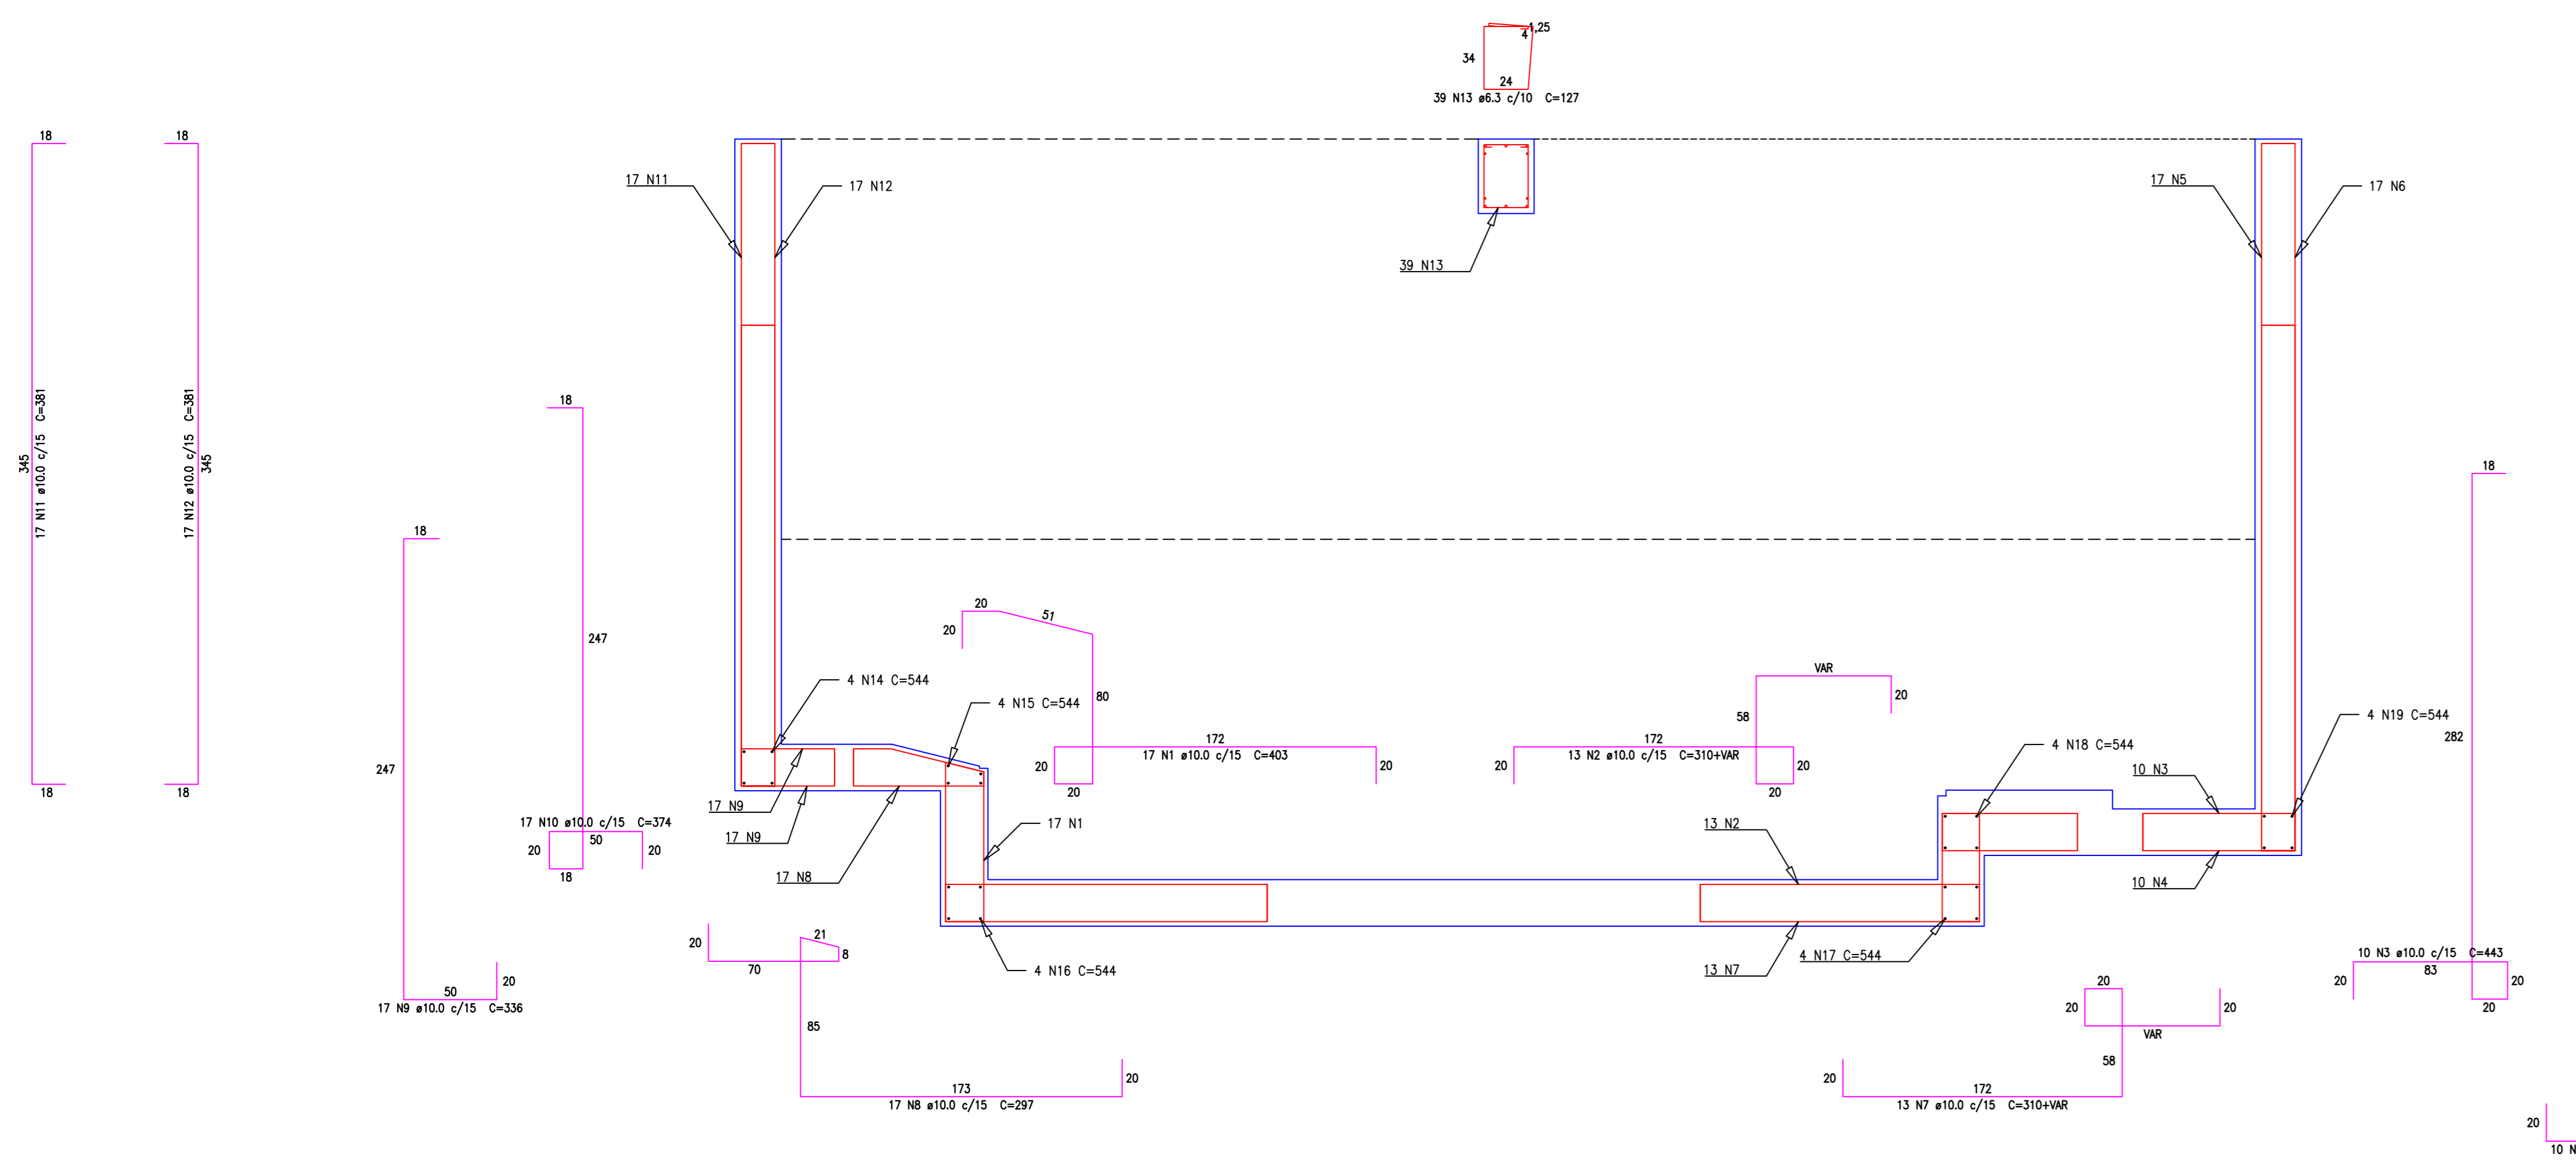 1,25
4
34
24
39 N13 ø6.3 c/10 C=127
18
18
17 N11
17 N12
17 N5
17 N6
39 N13
345
17 N11 ø10.0 c/15 C=381
17 N12 ø10.0 c/15 C=381
345
18
18
18
247
18
247
50
20
17 N9 ø10.0 c/15 C=336
17 N10 ø10.0 c/15 C=374
50
20
20
18
20
51
20
80
172
17 N1 ø10.0 c/15 C=403
20
20
20
4 N14 C=544
4 N15 C=544
17 N9
17 N9
17 N8
17 N1
VAR
20
58
172
13 N2 ø10.0 c/15 C=310+VAR
20
20
20
4 N18 C=544
4 N19 C=544
10 N3
10 N4
13 N2
13 N7
4 N17 C=544
4 N16 C=544
20
21
8
70
85
173
20
17 N8 ø10.0 c/15 C=297
20
20
20
VAR
58
20
172
13 N7 ø10.0 c/15 C=310+VAR
18
282
10 N3 ø10.0 c/15 C=443
83
20
20
20
20
10 N